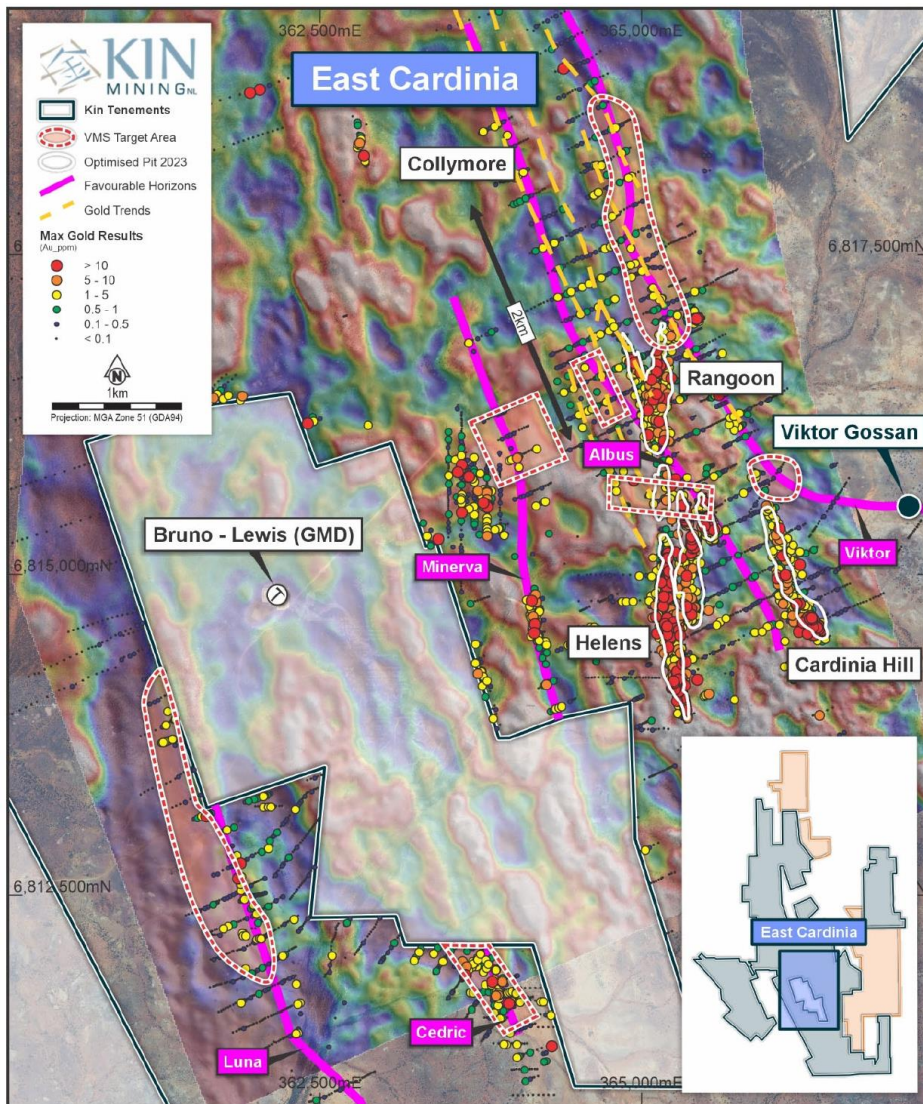 KIN
MINING NL
Kin Tenements
VMS Target Area
Optimised Pit 2023
Favourable Horizons
Gold Trends
Max Gold Results
(Au_ppm)
> 10
5 - 10
1 - 5
0.5 - 1
0.1 - 0.5
< 0.1
N
1km
Projection: MGA Zone 51 (GDA94)
362,500mE
365,000mE
East Cardinia
Collymore
6,817,500mN
2km
Rangoon
Viktor Gossan
Albus
Bruno - Lewis (GMD)
Viktor
Minerva
6,815,000mN
Helens
Cardinia Hill
6,812,500mN
East Cardinia
Cedric
Luna
362,500mE
365,000mE